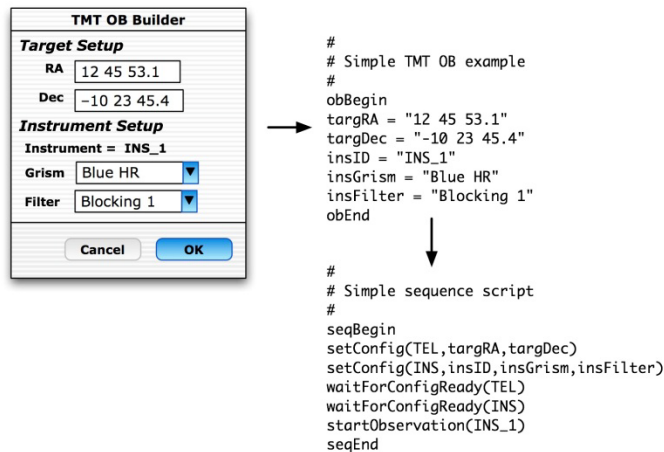 TMT OB Builder
Target Setup
RA 12 45 53.1
Dec –10 23 45.4
Instrument Setup
Instrument = INS_1
Grism Blue HR
Filter Blocking 1
Cancel OK
#
# Simple TMT OB example
#
obBegin
targRA = "12 45 53.1"
targDec = "-10 23 45.4"
insID = "INS_1"
insGrism = "Blue HR"
insFilter = "Blocking 1"
obEnd
#
# Simple sequence script
#
seqBegin
setConfig(TEL,targRA,targDec)
setConfig(INS,insID,insGrism,insFilter)
waitForConfigReady(TEL)
waitForConfigReady(INS)
startObservation(INS_1)
seqEnd